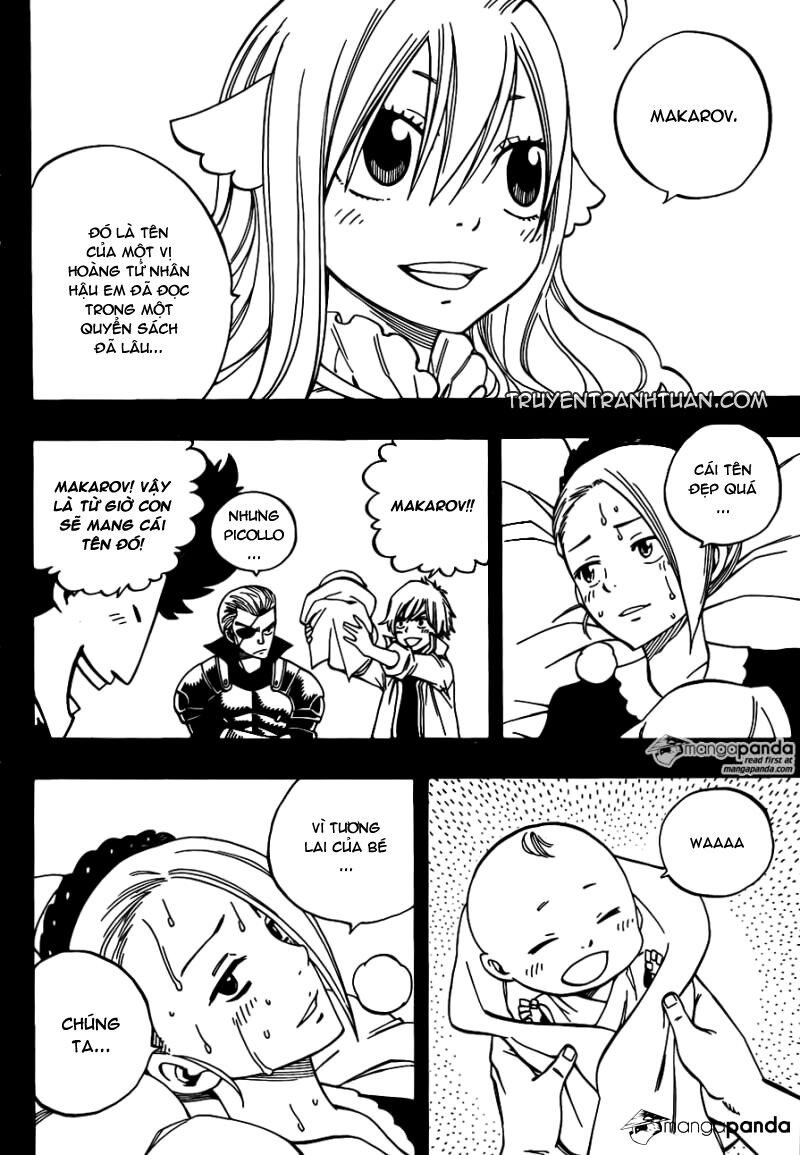 MAKAROV.
ĐÓ LÀ TÊN
CỦA MỘT VỊ
HOÀNG TỬ NHÂN
HẬU EM ĐÃ ĐỌC
TRONG MỘT
QUYỂN SÁCH
ĐÃ LÂU...
TRUYENTRANHTUAN.COM
MAKAROV! VẬY
LÀ TỪ GIỜ CON
SẼ MANG CÁI
TÊN ĐÓ!
NHƯNG
PICOLLO
...
MAKAROV!!
CÁI TÊN
ĐẸP QUÁ
...
mangapanda
read first at
mangapanda.com
VÌ TƯƠNG
LAI CỦA BÉ
...
CHÚNG
TA...
WAAAA
mangapanda